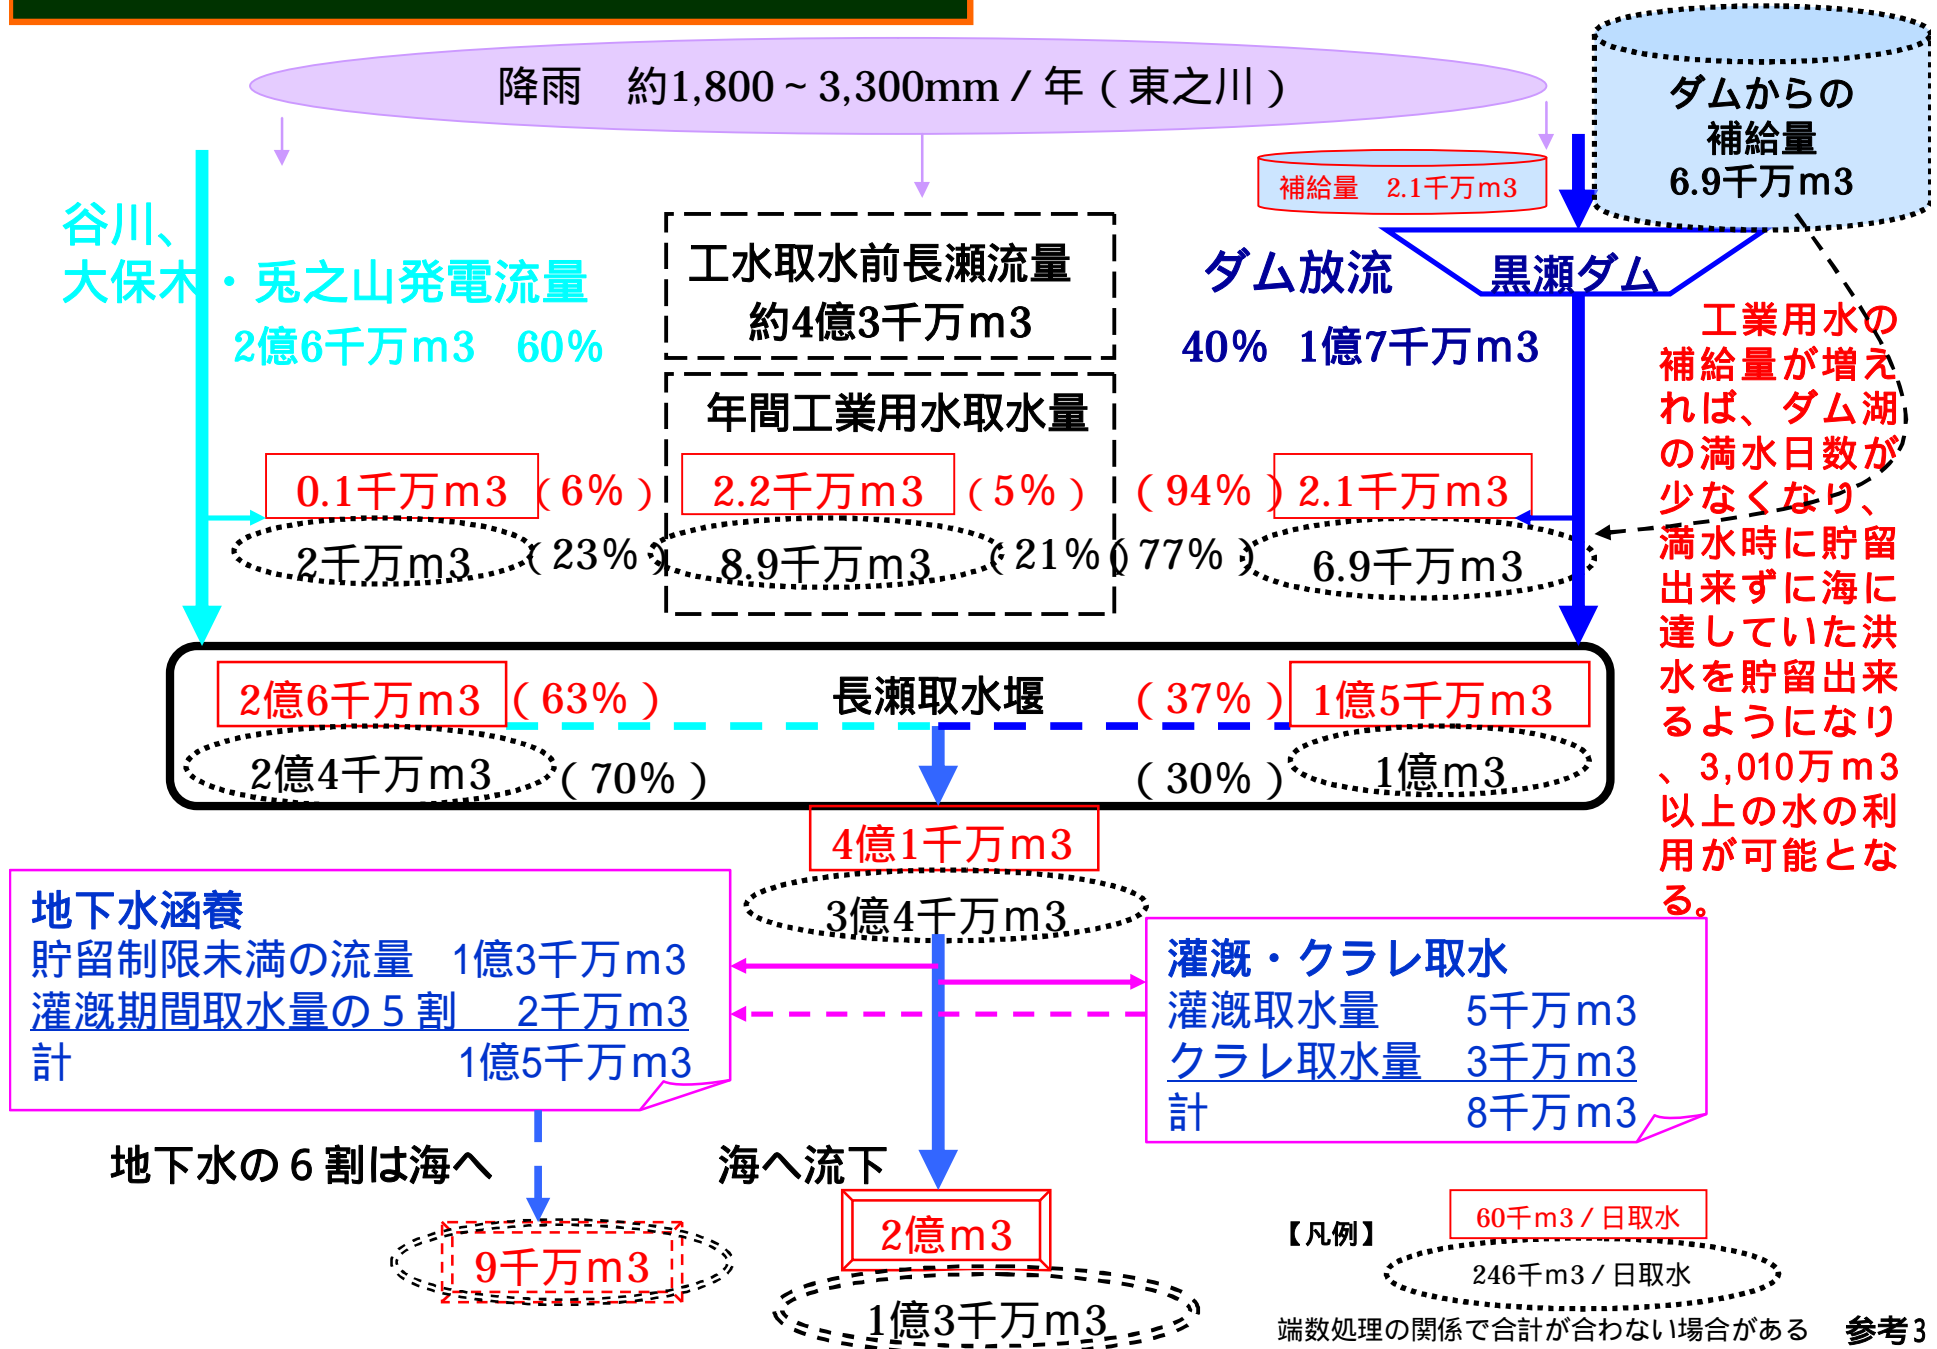 降雨　約1,800～3,300mm／年（東之川）
ダムからの
補給量
6.9千万m3
補給量　2.1千万m3
谷川、
大保木・兎之山発電流量
2億6千万m3　60%
工水取水前長瀬流量
約4億3千万m3
ダム放流
黒瀬ダム
40%　1億7千万m3
年間工業用水取水量
0.1千万m3（6%）
2.2千万m3（5%）
（94%）2.1千万m3
2千万m3（23%）
8.9千万m3（21%）
（77%）6.9千万m3
工業用水の
補給量が増え
れば、ダム湖
の満水日数が
少なくなり、
満水時に貯留
出来ずに海に
達していた洪
水を貯留出来
るようになり
、3,010万m3
以上の水の利
用が可能とな
る。
2億6千万m3（63%）
長瀬取水堰
（37%）1億5千万m3
2億4千万m3（70%）
（30%）1億m3
4億1千万m3
3億4千万m3
地下水涵養
貯留制限未満の流量　1億3千万m3
灌漑期間取水量の5割　2千万m3
計　1億5千万m3
灌漑・クラレ取水
灌漑取水量　5千万m3
クラレ取水量　3千万m3
計　8千万m3
地下水の6割は海へ
海へ流下
9千万m3
2億m3
1億3千万m3
【凡例】
60千m3／日取水
246千m3／日取水
端数処理の関係で合計が合わない場合がある
参考3